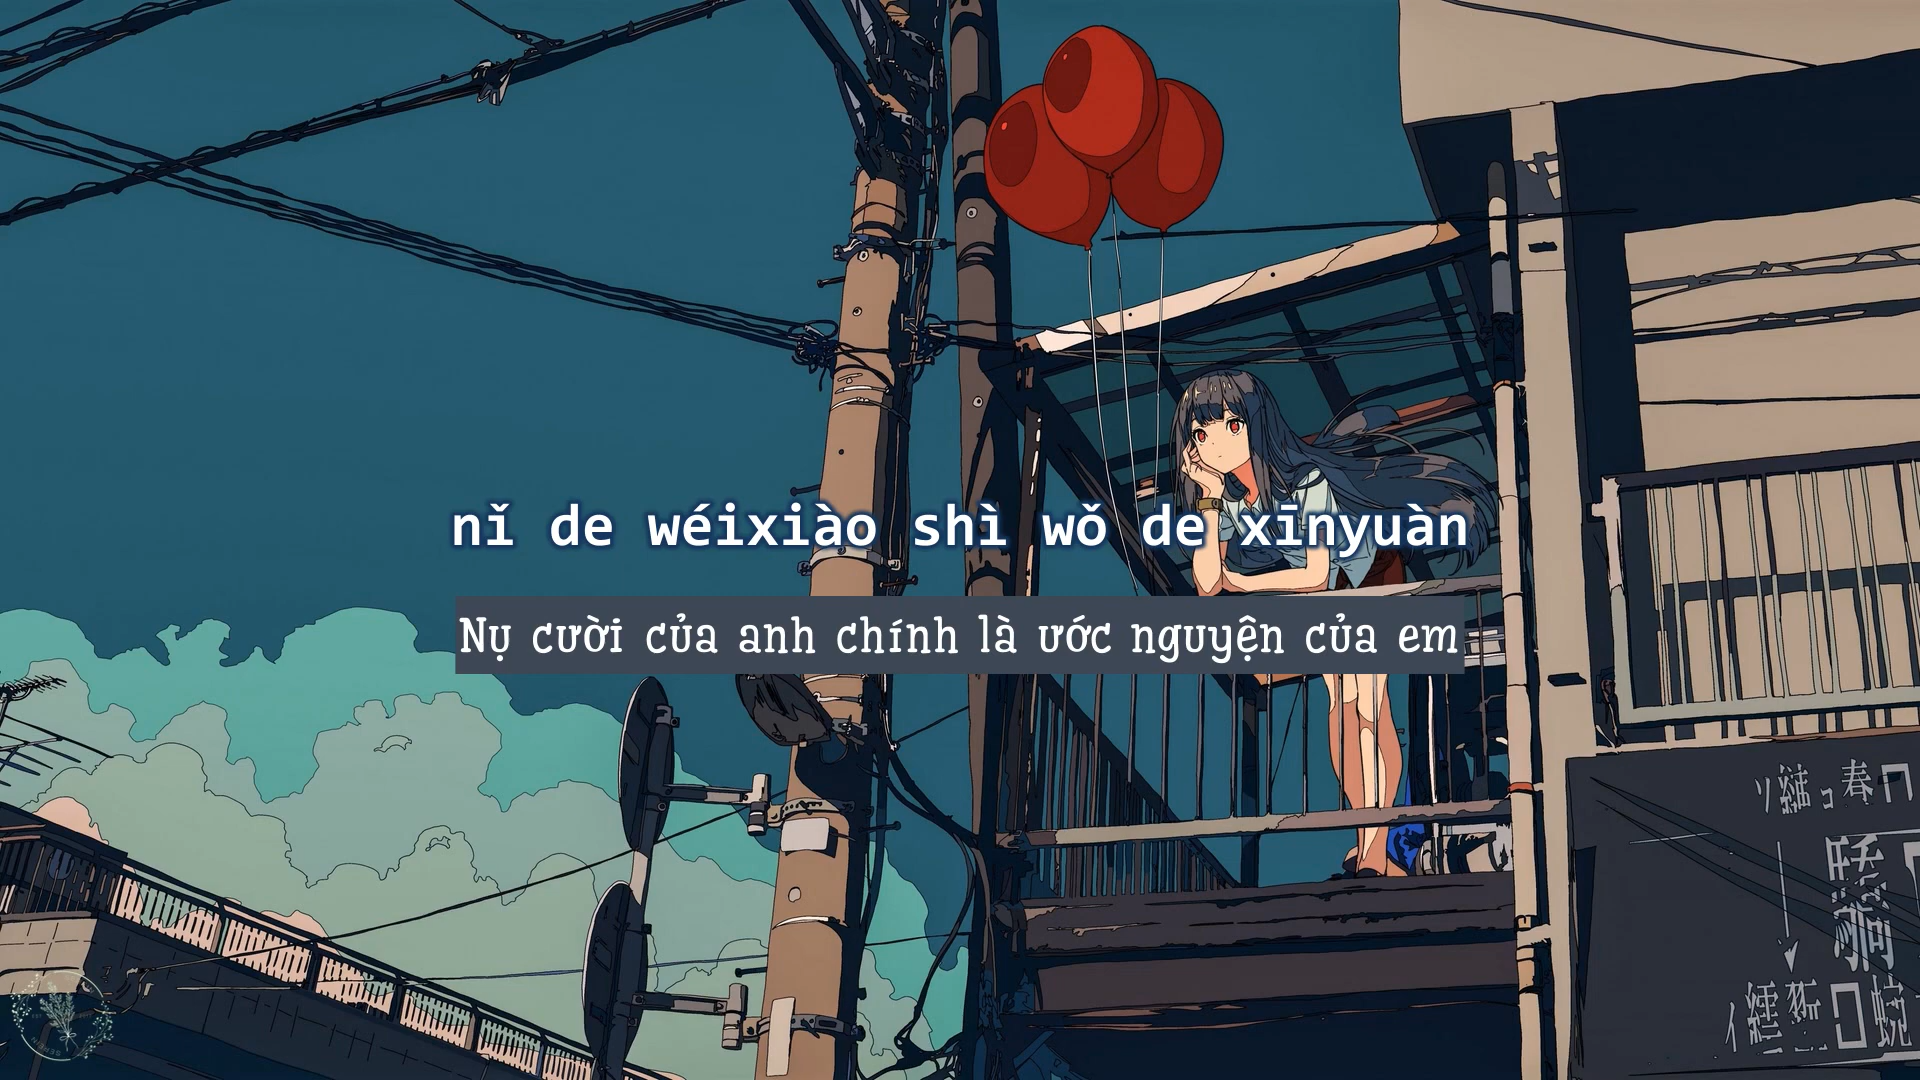 nǐ de wéixiào shì wǒ de xīnyuàn
Nụ cười của anh chính là ước nguyện của em